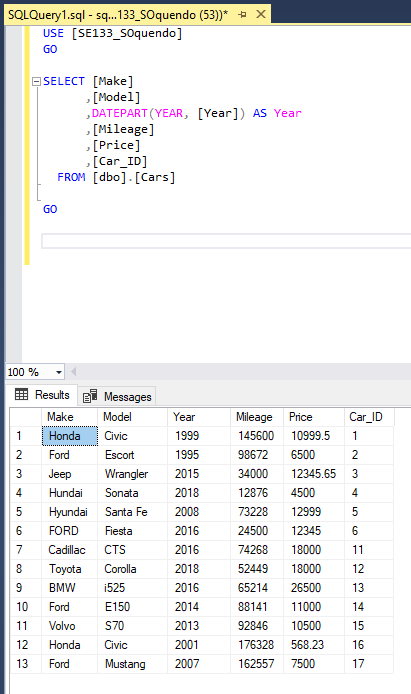 SQLQuery1.sql - sq...133_SOquendo (53))*
USE [SE133_SOquendo]
GO
SELECT [Make]
,[Model]
,DATEPART(YEAR, [Year]) AS Year
,[Mileage]
,[Price]
,[Car_ID]
FROM [dbo].[Cars]
GO
100 %
Results Messages
Make Model Year Mileage Price Car_ID
1 Honda Civic 1999 145600 10999.5 1
2 Ford Escort 1995 98672 6500 2
3 Jeep Wrangler 2015 34000 12345.65 3
4 Hundai Sonata 2018 12876 4500 4
5 Hyundai Santa Fe 2008 73228 12999 5
6 FORD Fiesta 2016 24500 12345 6
7 Cadillac CTS 2016 74268 18000 11
8 Toyota Corolla 2018 52449 18000 12
9 BMW i525 2016 65214 26500 13
10 Ford E150 2014 88141 11000 14
11 Volvo S70 2013 92846 10500 15
12 Honda Civic 2001 176328 568.23 16
13 Ford Mustang 2007 162557 7500 17